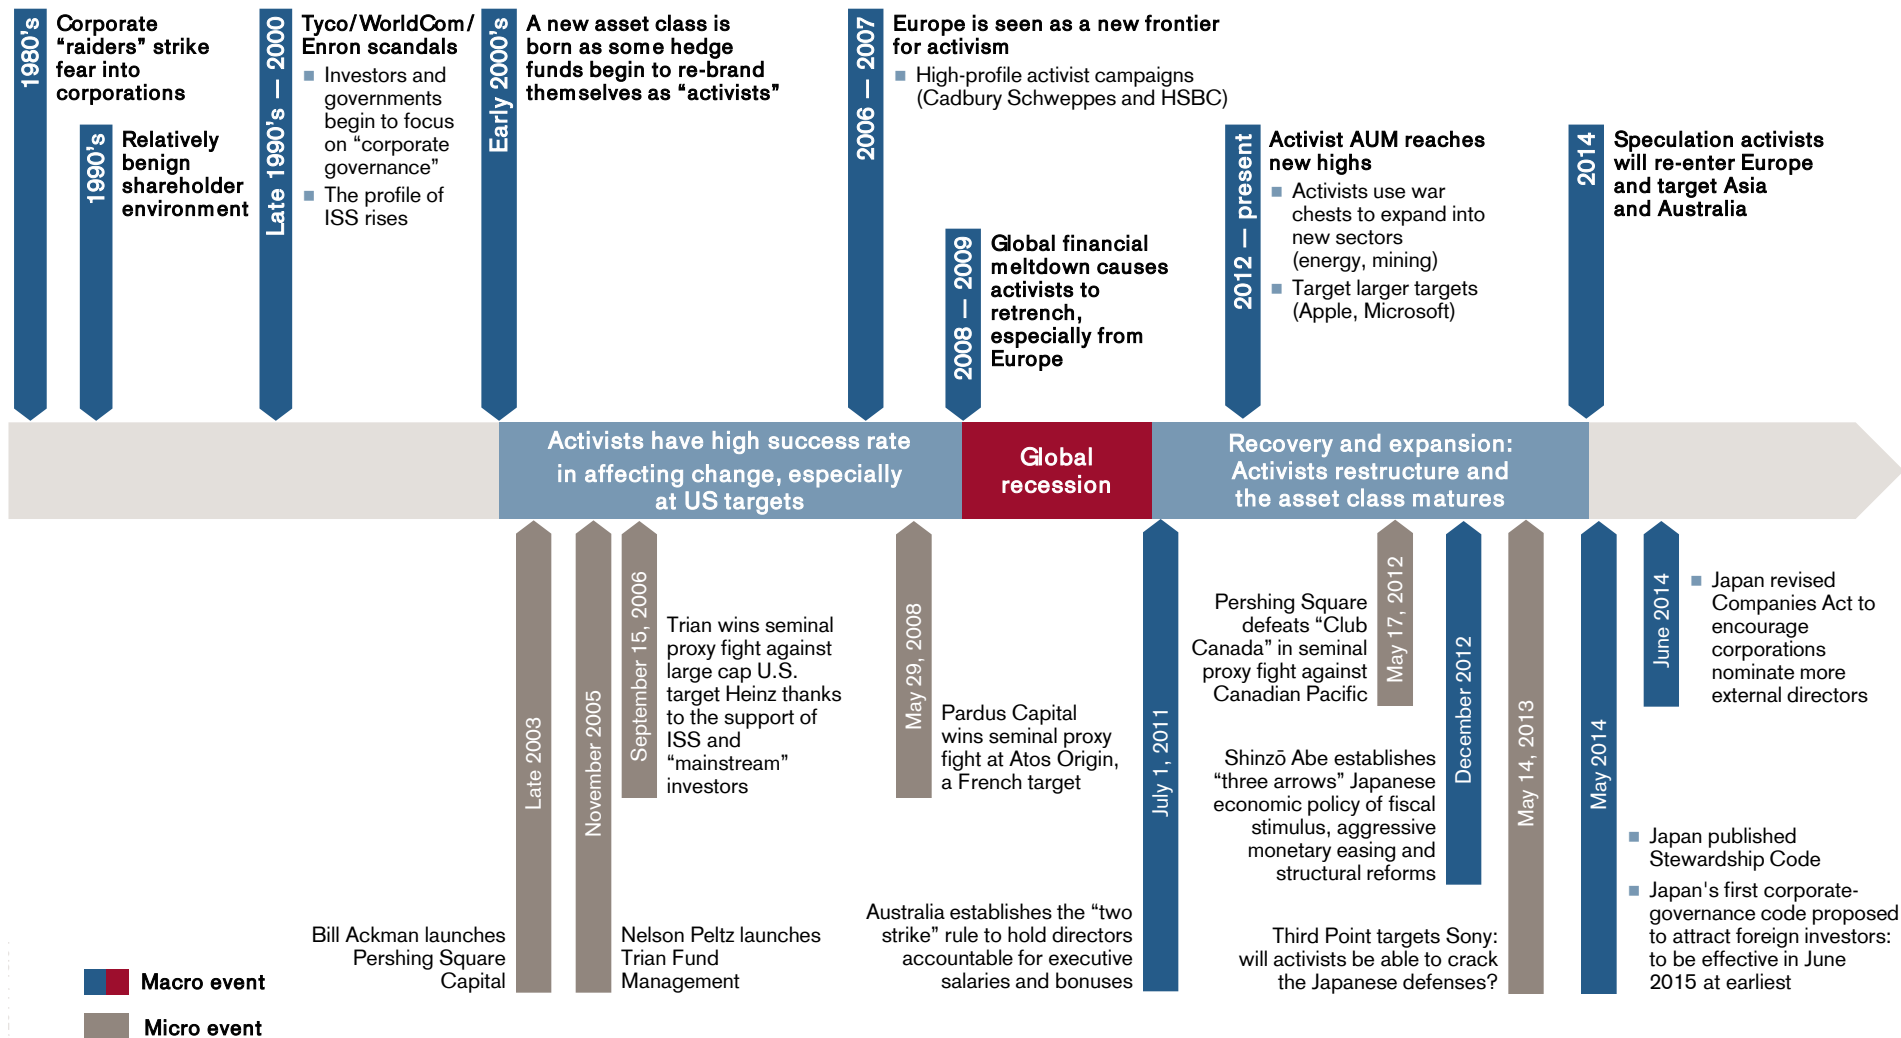 1980's
Corporate
“raiders” strike
fear into
corporations
1990's
Relatively
benign
shareholder
environment
Late 1990's — 2000
Tyco/WorldCom/
Enron scandals
Investors and
governments
begin to focus
on “corporate
governance”
The profile of
ISS rises
Early 2000's
A new asset class is
born as some hedge
funds begin to re-brand
themselves as “activists”
2006 — 2007
Europe is seen as a new frontier
for activism
High-profile activist campaigns
(Cadbury Schweppes and HSBC)
2008 — 2009
Global financial
meltdown causes
activists to
retrench,
especially from
Europe
2012 — present
Activist AUM reaches
new highs
Activists use war
chests to expand into
new sectors
(energy, mining)
Target larger targets
(Apple, Microsoft)
2014
Speculation activists
will re-enter Europe
and target Asia
and Australia
Activists have high success rate
in affecting change, especially
at US targets
Global
recession
Recovery and expansion:
Activists restructure and
the asset class matures
Late 2003
Bill Ackman launches
Pershing Square
Capital
November 2005
Nelson Peltz launches
Trian Fund
Management
September 15, 2006
Trian wins seminal
proxy fight against
large cap U.S.
target Heinz thanks
to the support of
ISS and
“mainstream”
investors
May 29, 2008
Pardus Capital
wins seminal proxy
fight at Atos Origin,
a French target
July 1, 2011
Australia establishes the “two
strike” rule to hold directors
accountable for executive
salaries and bonuses
May 17, 2012
Pershing Square
defeats “Club
Canada” in seminal
proxy fight against
Canadian Pacific
December 2012
Shinzō Abe establishes
“three arrows” Japanese
economic policy of fiscal
stimulus, aggressive
monetary easing and
structural reforms
May 14, 2013
Third Point targets Sony:
will activists be able to crack
the Japanese defenses?
May 2014
Japan published
Stewardship Code
Japan's first corporate-
governance code proposed
to attract foreign investors:
to be effective in June
2015 at earliest
June 2014
Japan revised
Companies Act to
encourage
corporations
nominate more
external directors
Macro event
Micro event